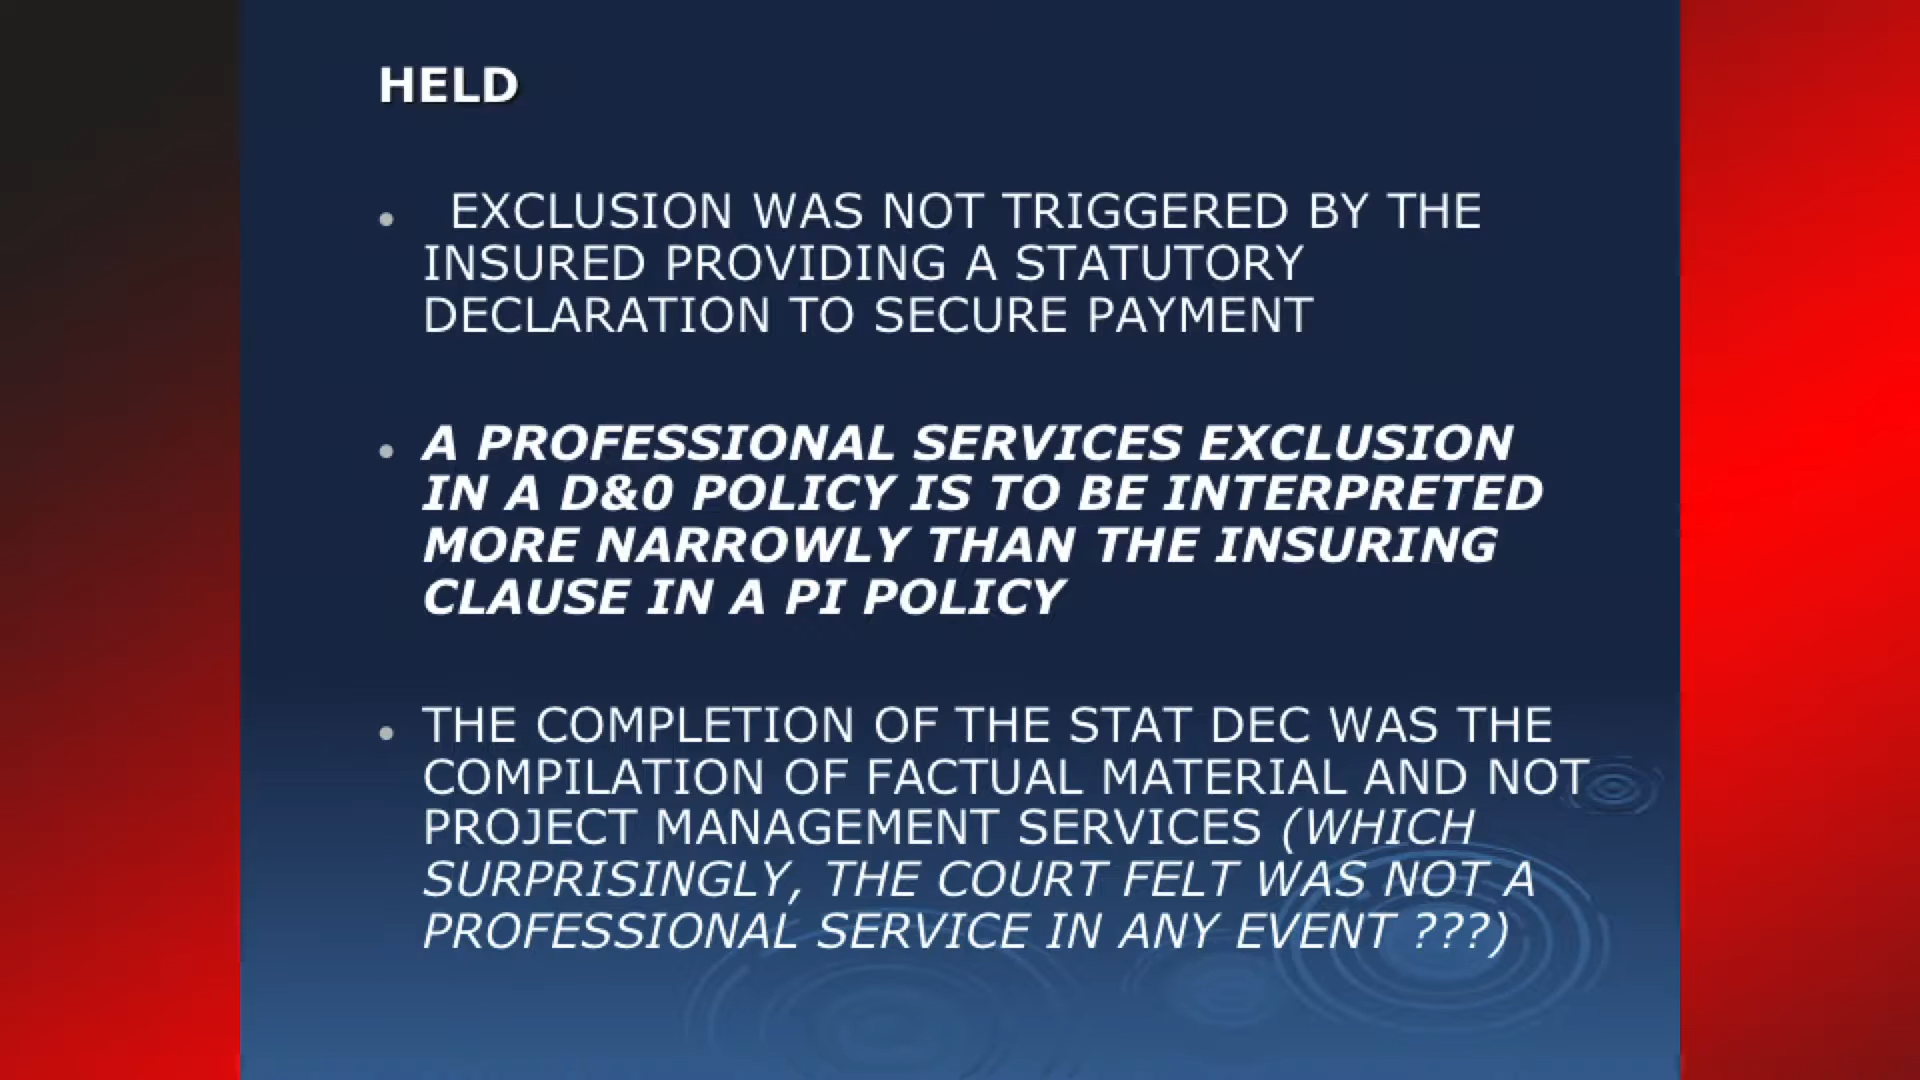 HELD
• EXCLUSION WAS NOT TRIGGERED BY THE
INSURED PROVIDING A STATUTORY
DECLARATION TO SECURE PAYMENT
• A PROFESSIONAL SERVICES EXCLUSION
IN A D&0 POLICY IS TO BE INTERPRETED
MORE NARROWLY THAN THE INSURING
CLAUSE IN A PI POLICY
• THE COMPLETION OF THE STAT DEC WAS THE
COMPILATION OF FACTUAL MATERIAL AND NOT
PROJECT MANAGEMENT SERVICES (WHICH
SURPRISINGLY, THE COURT FELT WAS NOT A
PROFESSIONAL SERVICE IN ANY EVENT ???)